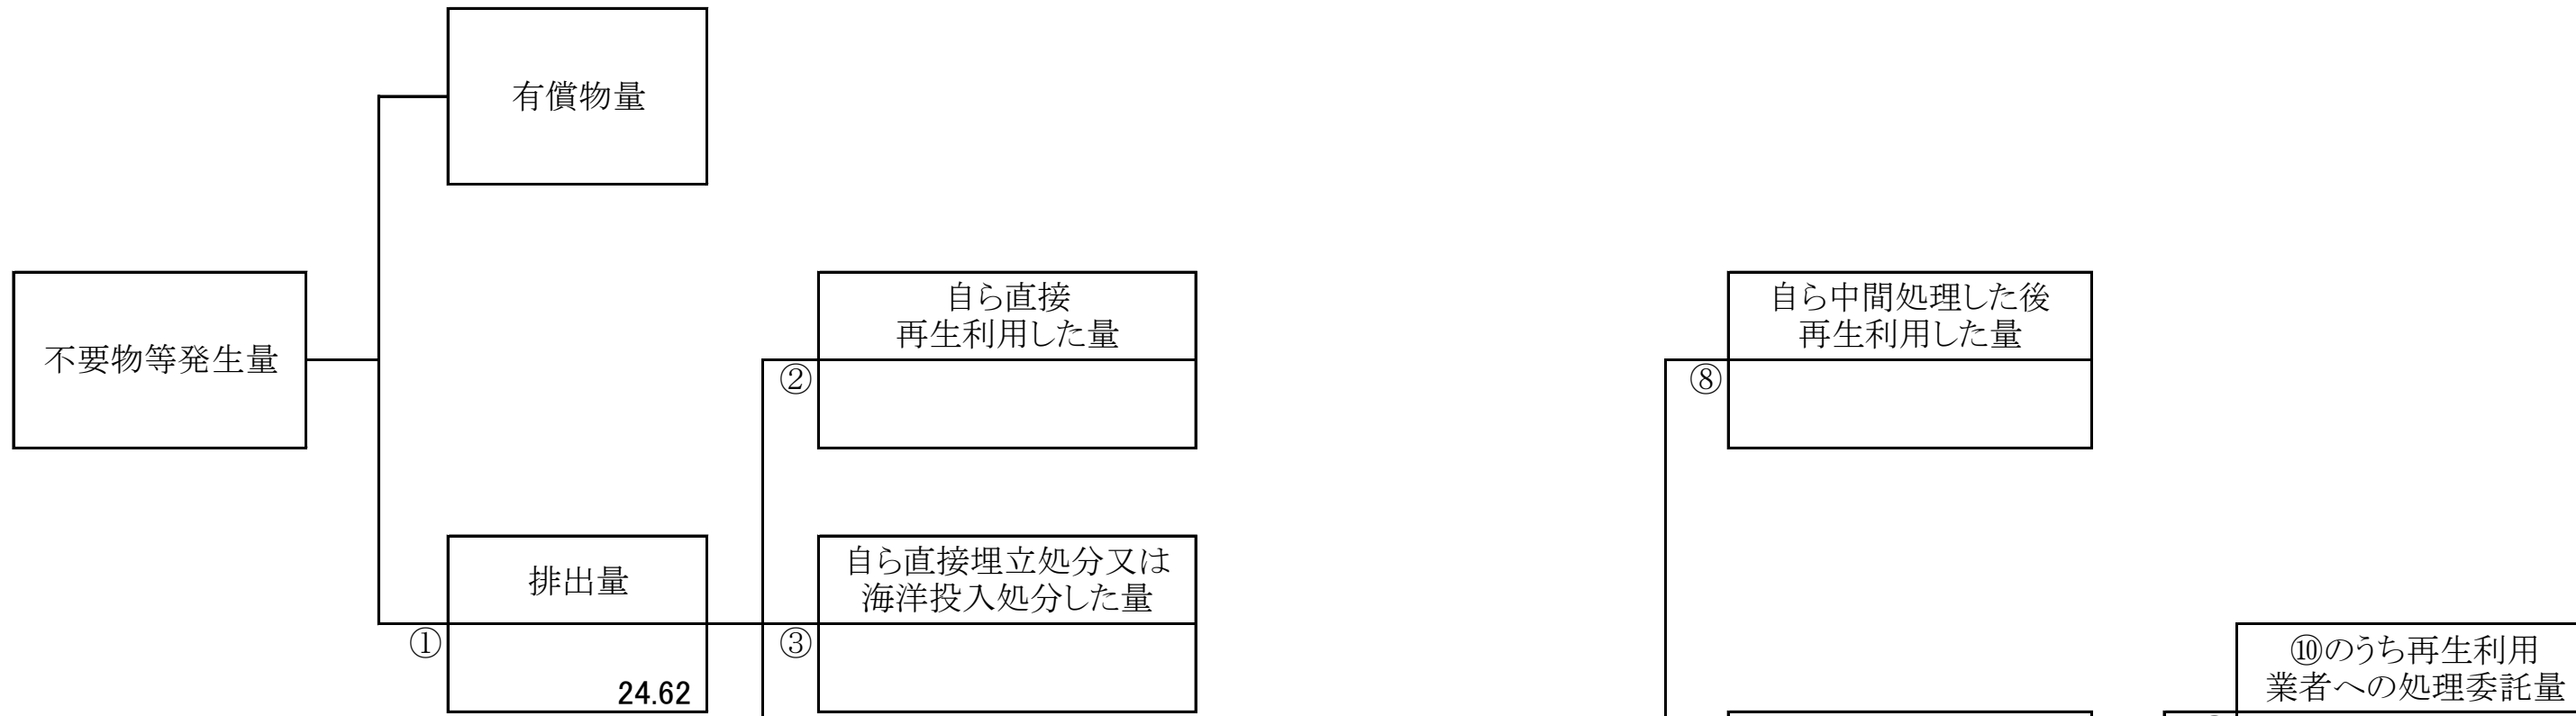 有償物量
不要物等発生量
自ら直接
再生利用した量
②
自ら中間処理した後
再生利用した量
⑧
排出量
①
24.62
自ら直接埋立処分又は
海洋投入処分した量
③
⑩のうち再生利用
業者への処理委託量